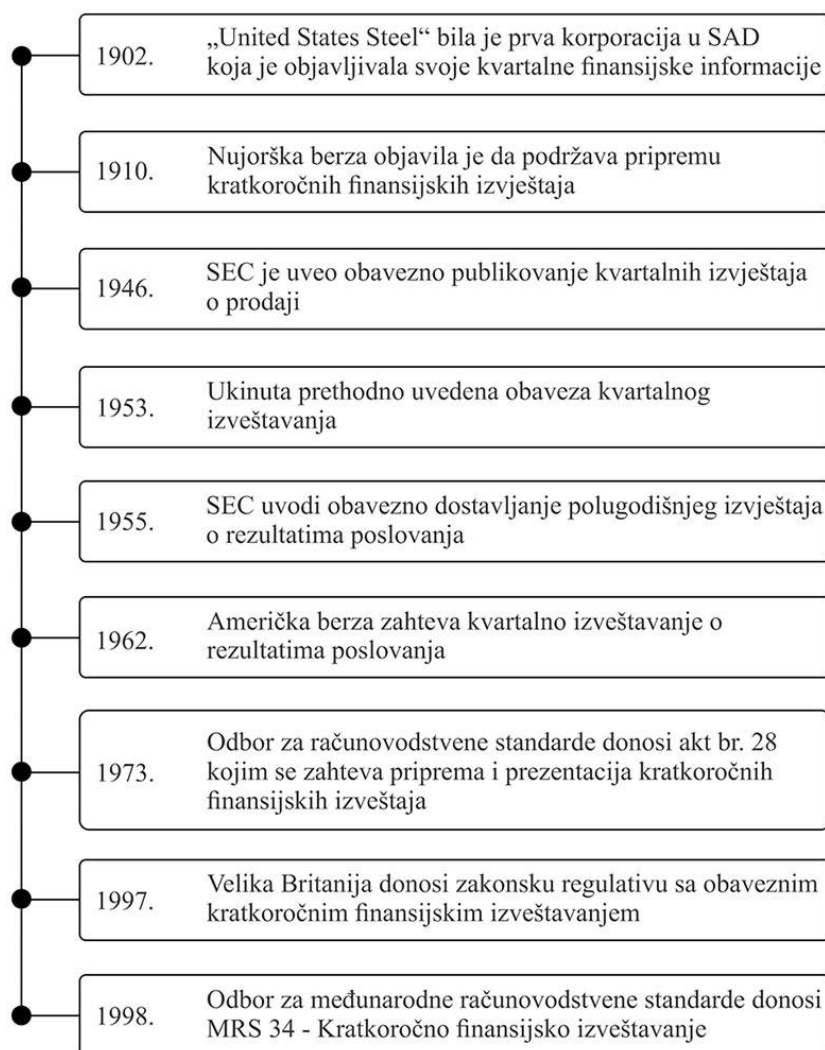 1902.
„United States Steel“ bila je prva korporacija u SAD
koja je objavljivala svoje kvartalne finansijske informacije
1910.
Nujorška berza objavila je da podržava pripremu
kratkoročnih finansijskih izvještaja
1946.
SEC je uveo obavezno publikovanje kvartalnih izvještaja
o prodaji
1953.
Ukinuta prethodno uvedena obaveza kvartalnog
izveštavanja
1955.
SEC uvodi obavezno dostavljanje polugodišnjeg izvještaja
o rezultatima poslovanja
1962.
Američka berza zahteva kvartalno izveštavanje o
rezultatima poslovanja
1973.
Odbor za računovodstvene standarde donosi akt br. 28
kojim se zahteva priprema i prezentacija kratkoročnih
finansijskih izveštaja
1997.
Velika Britanija donosi zakonsku regulativu sa obaveznim
kratkoročnim finansijskim izveštavanjem
1998.
Odbor za međunarodne računovodstvene standarde donosi
MRS 34 - Kratkoročno finansijsko izveštavanje